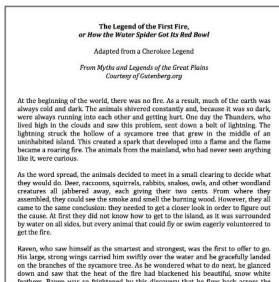 The Legend of the First Fire,
or How the Water Spider Got Its Red Bowl
Adapted from a Cherokee Legend
From Myths and Legends of the Great Plains
Courtesy of Gutenberg.org
At the beginning of the world, there was no fire. As a result, much of the earth was
always cold and dark. The animals shivered constantly and, because it was so dark,
were always running into each other and getting hurt. One day the Thunders, who
lived high in the clouds and saw this problem, sent down a bolt of lightning. The
lightning struck the hollow of a sycamore tree that grew in the middle of an
uninhabited island. This created a spark that developed into a flame and the flame
became a roaring fire. The animals from the mainland, who had never seen anything
like it, were curious.
As the word spread, the animals decided to meet in a small clearing to decide what
they would do. Deer, raccoons, squirrels, rabbits, snakes, owls, and other woodland
creatures all jabbered away, each giving their two cents. From where they
assembled, they could see the smoke and smell the burning wood. However, they all
came to the same conclusion: they needed to get a closer look in order to figure out
the cause. At first they did not know how to get to the island, as it was surrounded
by water on all sides, but every animal that could fly or swim eagerly volunteered to
get the fire.
Raven, who saw himself as the smartest and strongest, was the first to offer to go.
His large, strong wings carried him swiftly over the water and he gracefully landed
on the branches of the sycamore tree. As he wondered what to do next, he glanced
down and saw that the heat of the fire had blackened his beautiful, snow white
feathers. Raven was so frightened by this discovery that he flew back across the